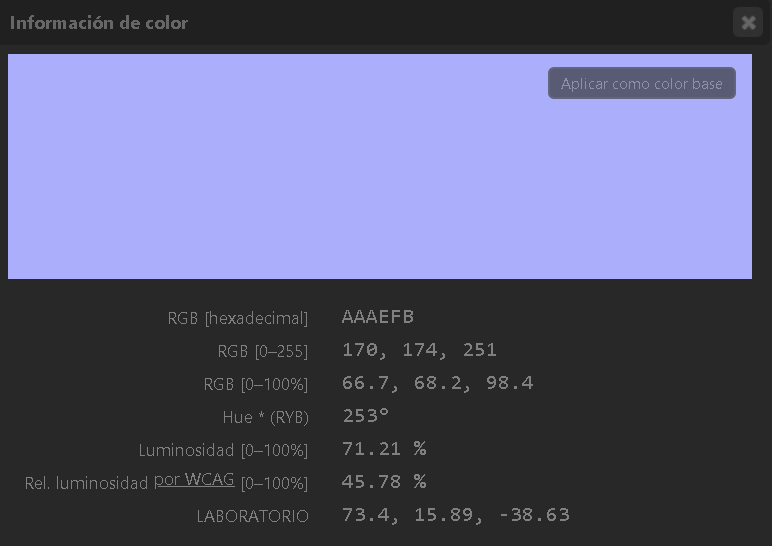 Información de color
Aplicar como color base
RGB [hexadecimal] AAAEFB
RGB [0–255] 170, 174, 251
RGB [0–100%] 66.7, 68.2, 98.4
Hue * (RYB) 253°
Luminosidad [0–100%] 71.21 %
Rel. luminosidad por WCAG [0–100%] 45.78 %
LABORATORIO 73.4, 15.89, -38.63